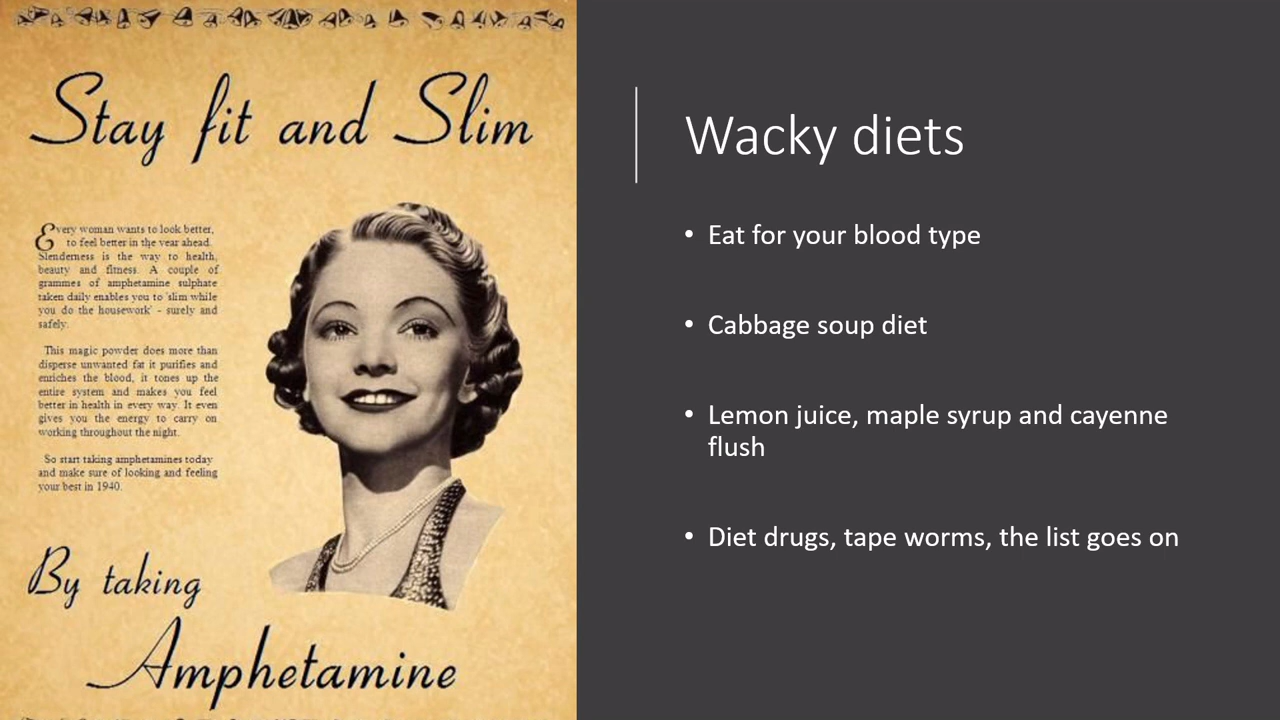 Stay fit and Slim
Every woman wants to look better,
to feel better in the year ahead.
Slenderness is the way to health,
beauty and fitness. A couple of
grammes of amphetamine sulphate
taken daily enables you to 'slim while
you do the housework' - surely and
safely.
This magic powder does more than
disperse unwanted fat it purifies and
enriches the blood, it tones up the
entire system and makes you feel
better in health in every way. It even
gives you the energy to carry on
working throughout the night.
So start taking amphetamines today
and make sure of looking and feeling
your best in 1940.
By taking
Amphetamine
Wacky diets
• Eat for your blood type
• Cabbage soup diet
• Lemon juice, maple syrup and cayenne
flush
• Diet drugs, tape worms, the list goes on